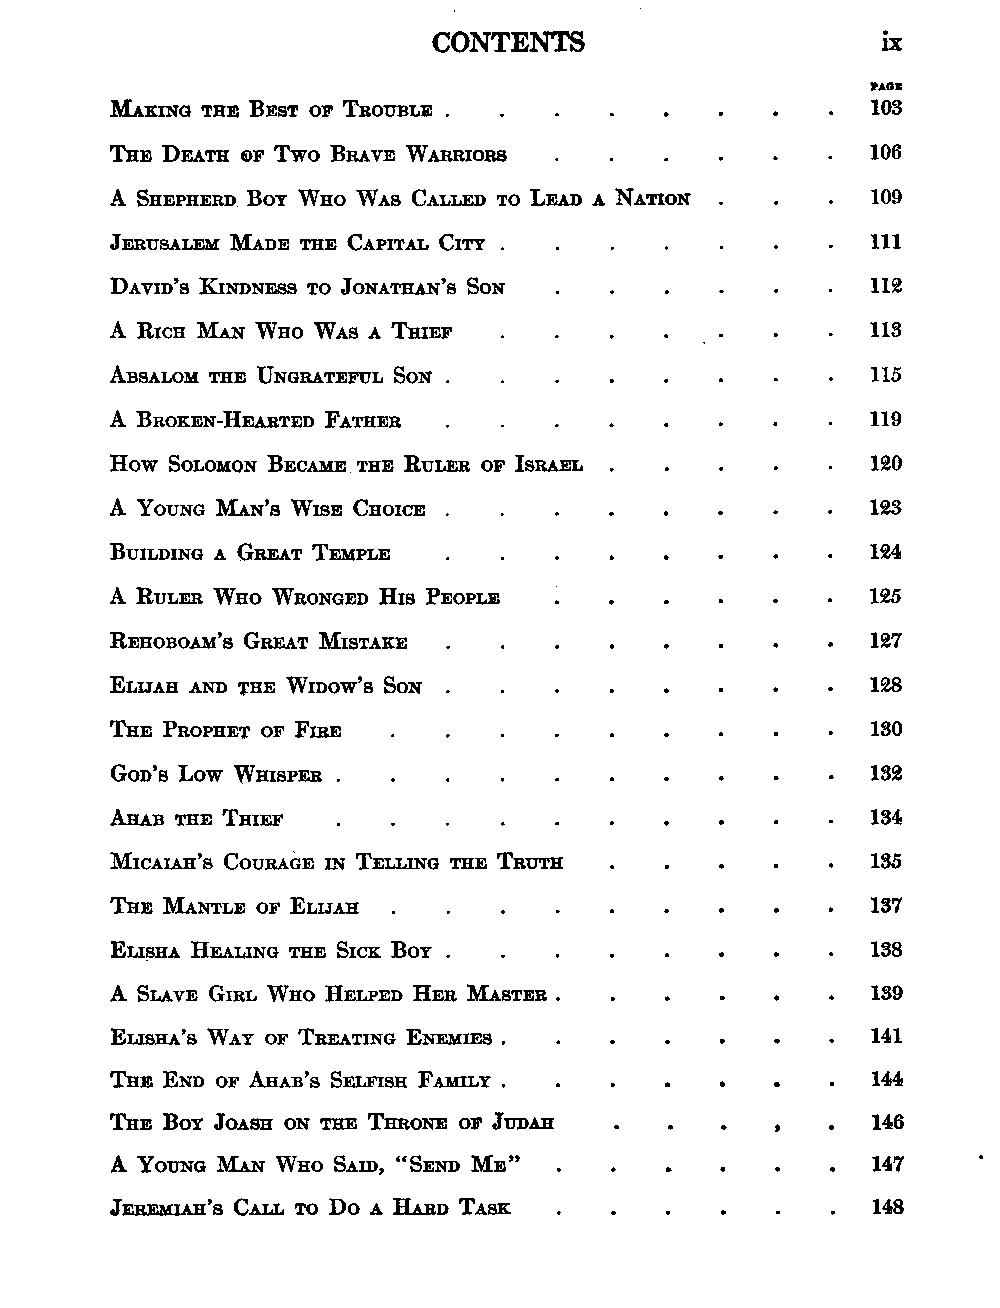 CONTENTS ix
PAGE
Making the Best of Trouble . . . . . . . . 103
The Death of Two Brave Warriors . . . . . . 106
A Shepherd Boy Who Was Called to Lead a Nation . . . 109
Jerusalem Made the Capital City . . . . . . . 111
David's Kindness to Jonathan's Son . . . . . . 112
A Rich Man Who Was a Thief . . . . . . . 113
Absalom the Ungrateful Son . . . . . . . . 115
A Broken-Hearted Father . . . . . . . . 119
How Solomon Became the Ruler of Israel . . . . . 120
A Young Man's Wise Choice . . . . . . . . 123
Building a Great Temple . . . . . . . . 124
A Ruler Who Wronged His People . . . . . . 125
Rehoboam's Great Mistake . . . . . . . . 127
Elijah and the Widow's Son . . . . . . . . 128
The Prophet of Fire . . . . . . . . . 130
God's Low Whisper . . . . . . . . . . 132
Ahab the Thief . . . . . . . . . . 134
Micaiah's Courage in Telling the Truth . . . . . 135
The Mantle of Elijah . . . . . . . . . 137
Elisha Healing the Sick Boy . . . . . . . . 138
A Slave Girl Who Helped Her Master . . . . . . 139
Elisha's Way of Treating Enemies . . . . . . . 141
The End of Ahab's Selfish Family . . . . . . . 144
The Boy Joash on the Throne of Judah . . . . . 146
A Young Man Who Said, "Send Me" . . . . . . 147
Jeremiah's Call to Do a Hard Task . . . . . . 148